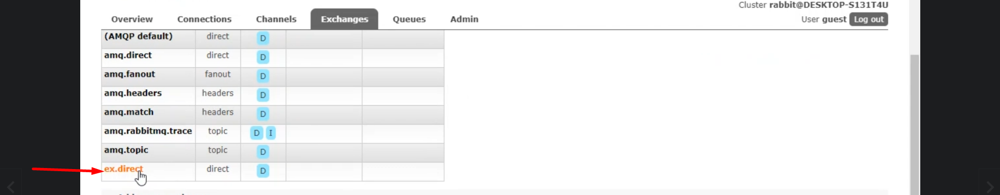 Cluster rabbit@DESKTOP-S131T4U
Overview Connections Channels Exchanges Queues Admin User guest Log out
(AMQP default) direct D
amq.direct direct D
amq.fanout fanout D
amq.headers headers D
amq.match headers D
amq.rabbitmq.trace topic D I
amq.topic topic D
ex.direct direct D